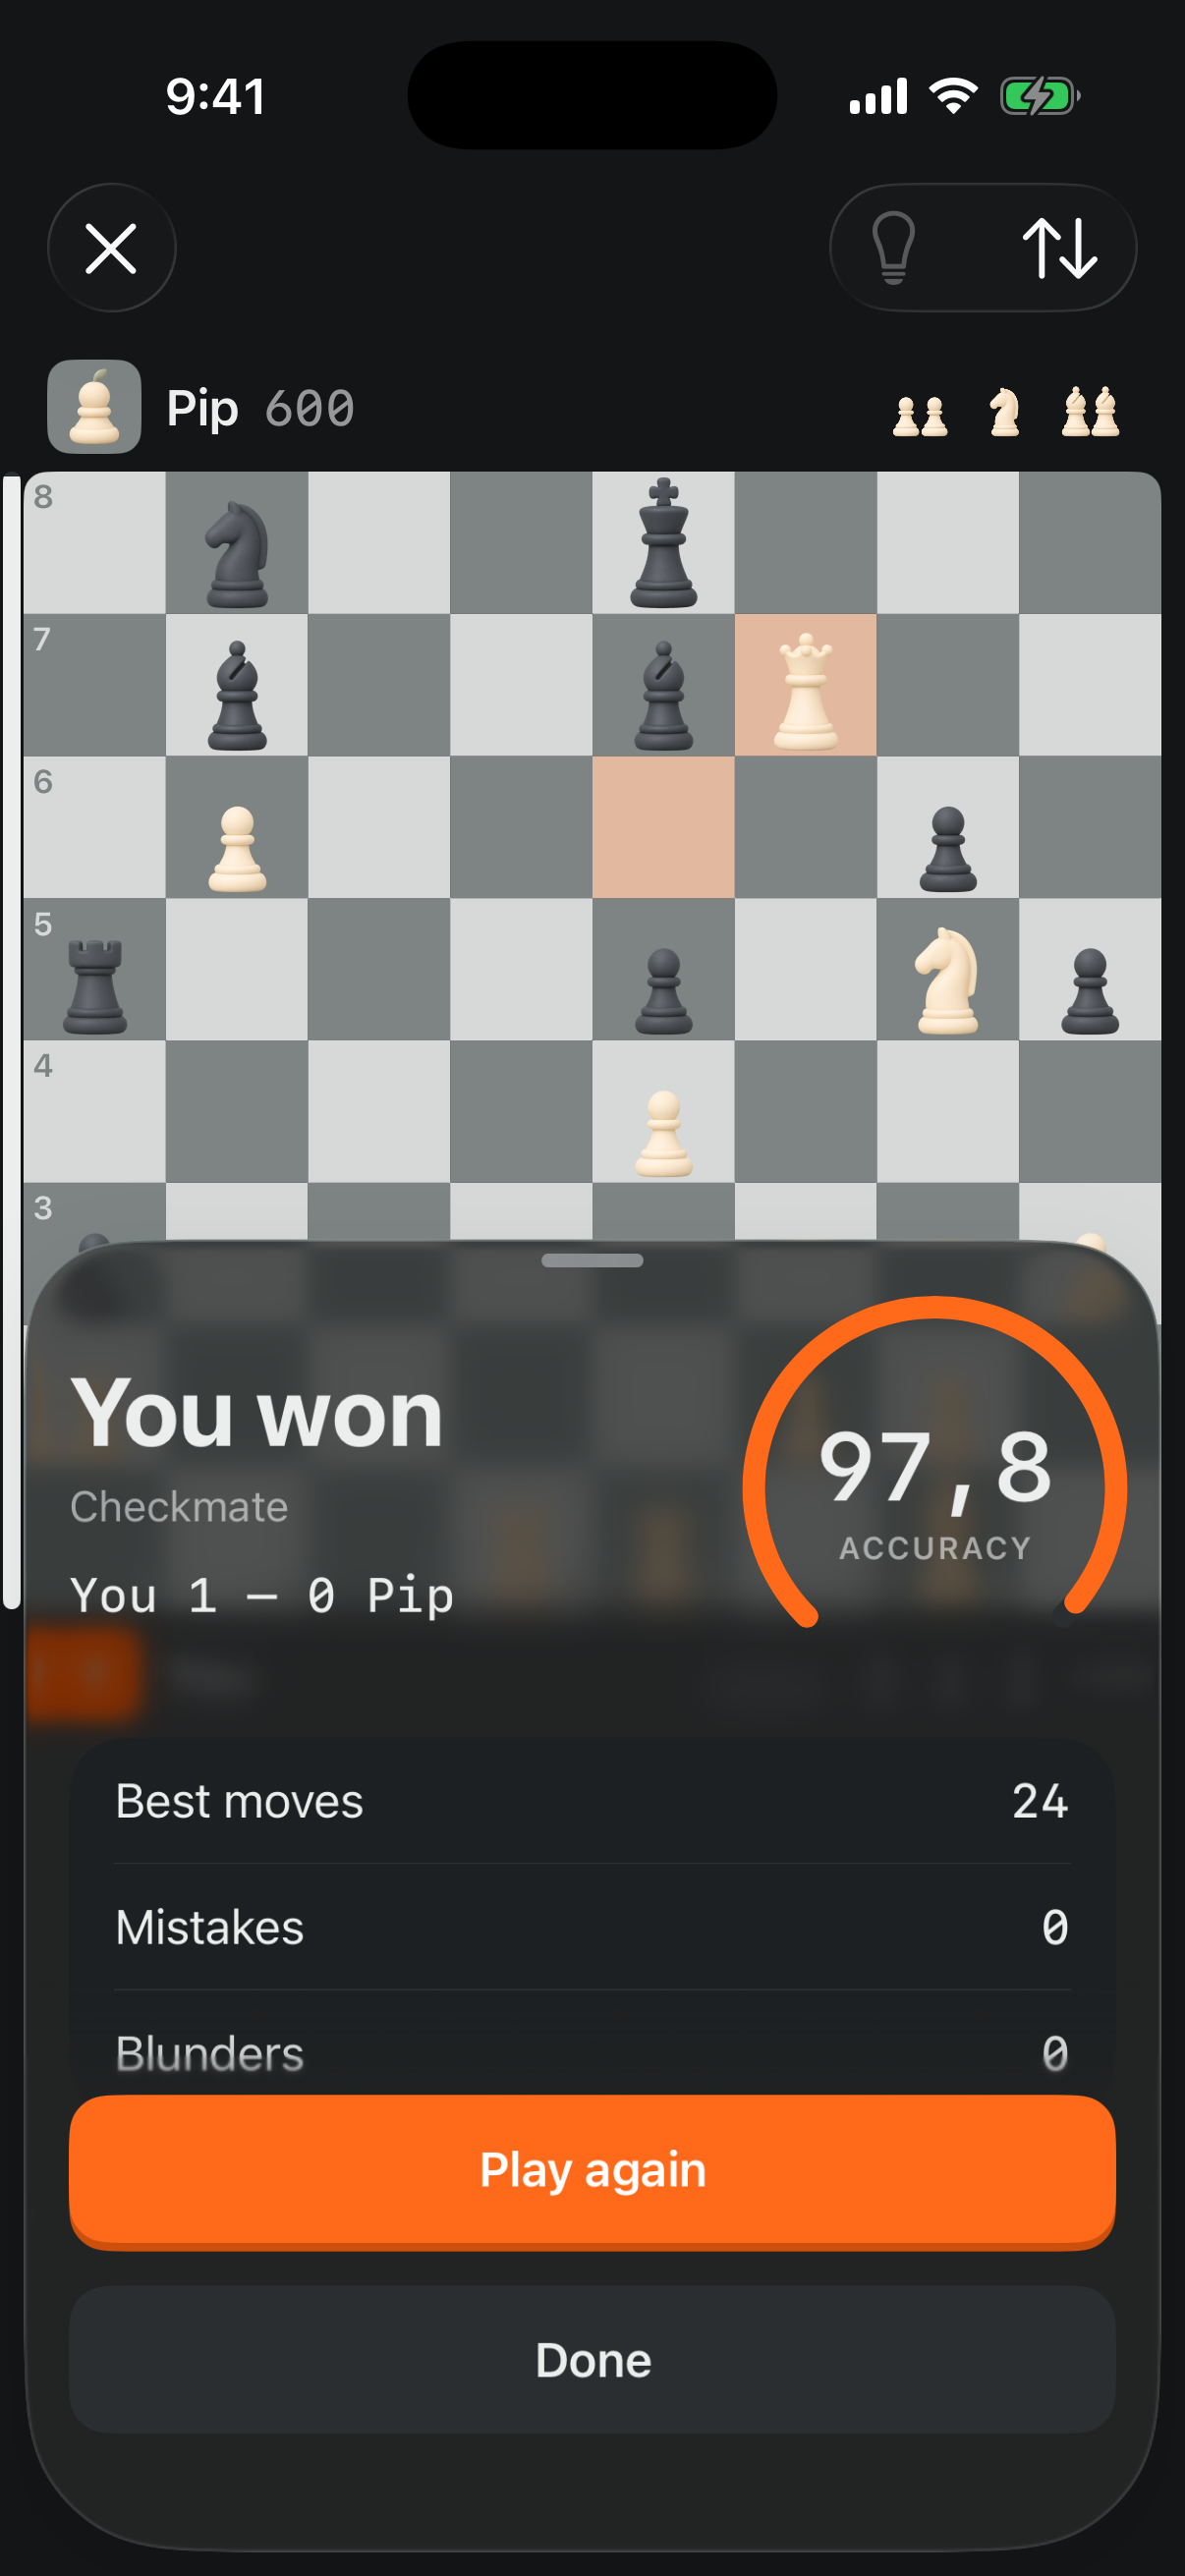 9:41
Pip 600
8
7
6
5
4
3
You won
Checkmate
You 1 – 0 Pip
97,8
ACCURACY
Best moves 24
Mistakes 0
Blunders 0
Play again
Done